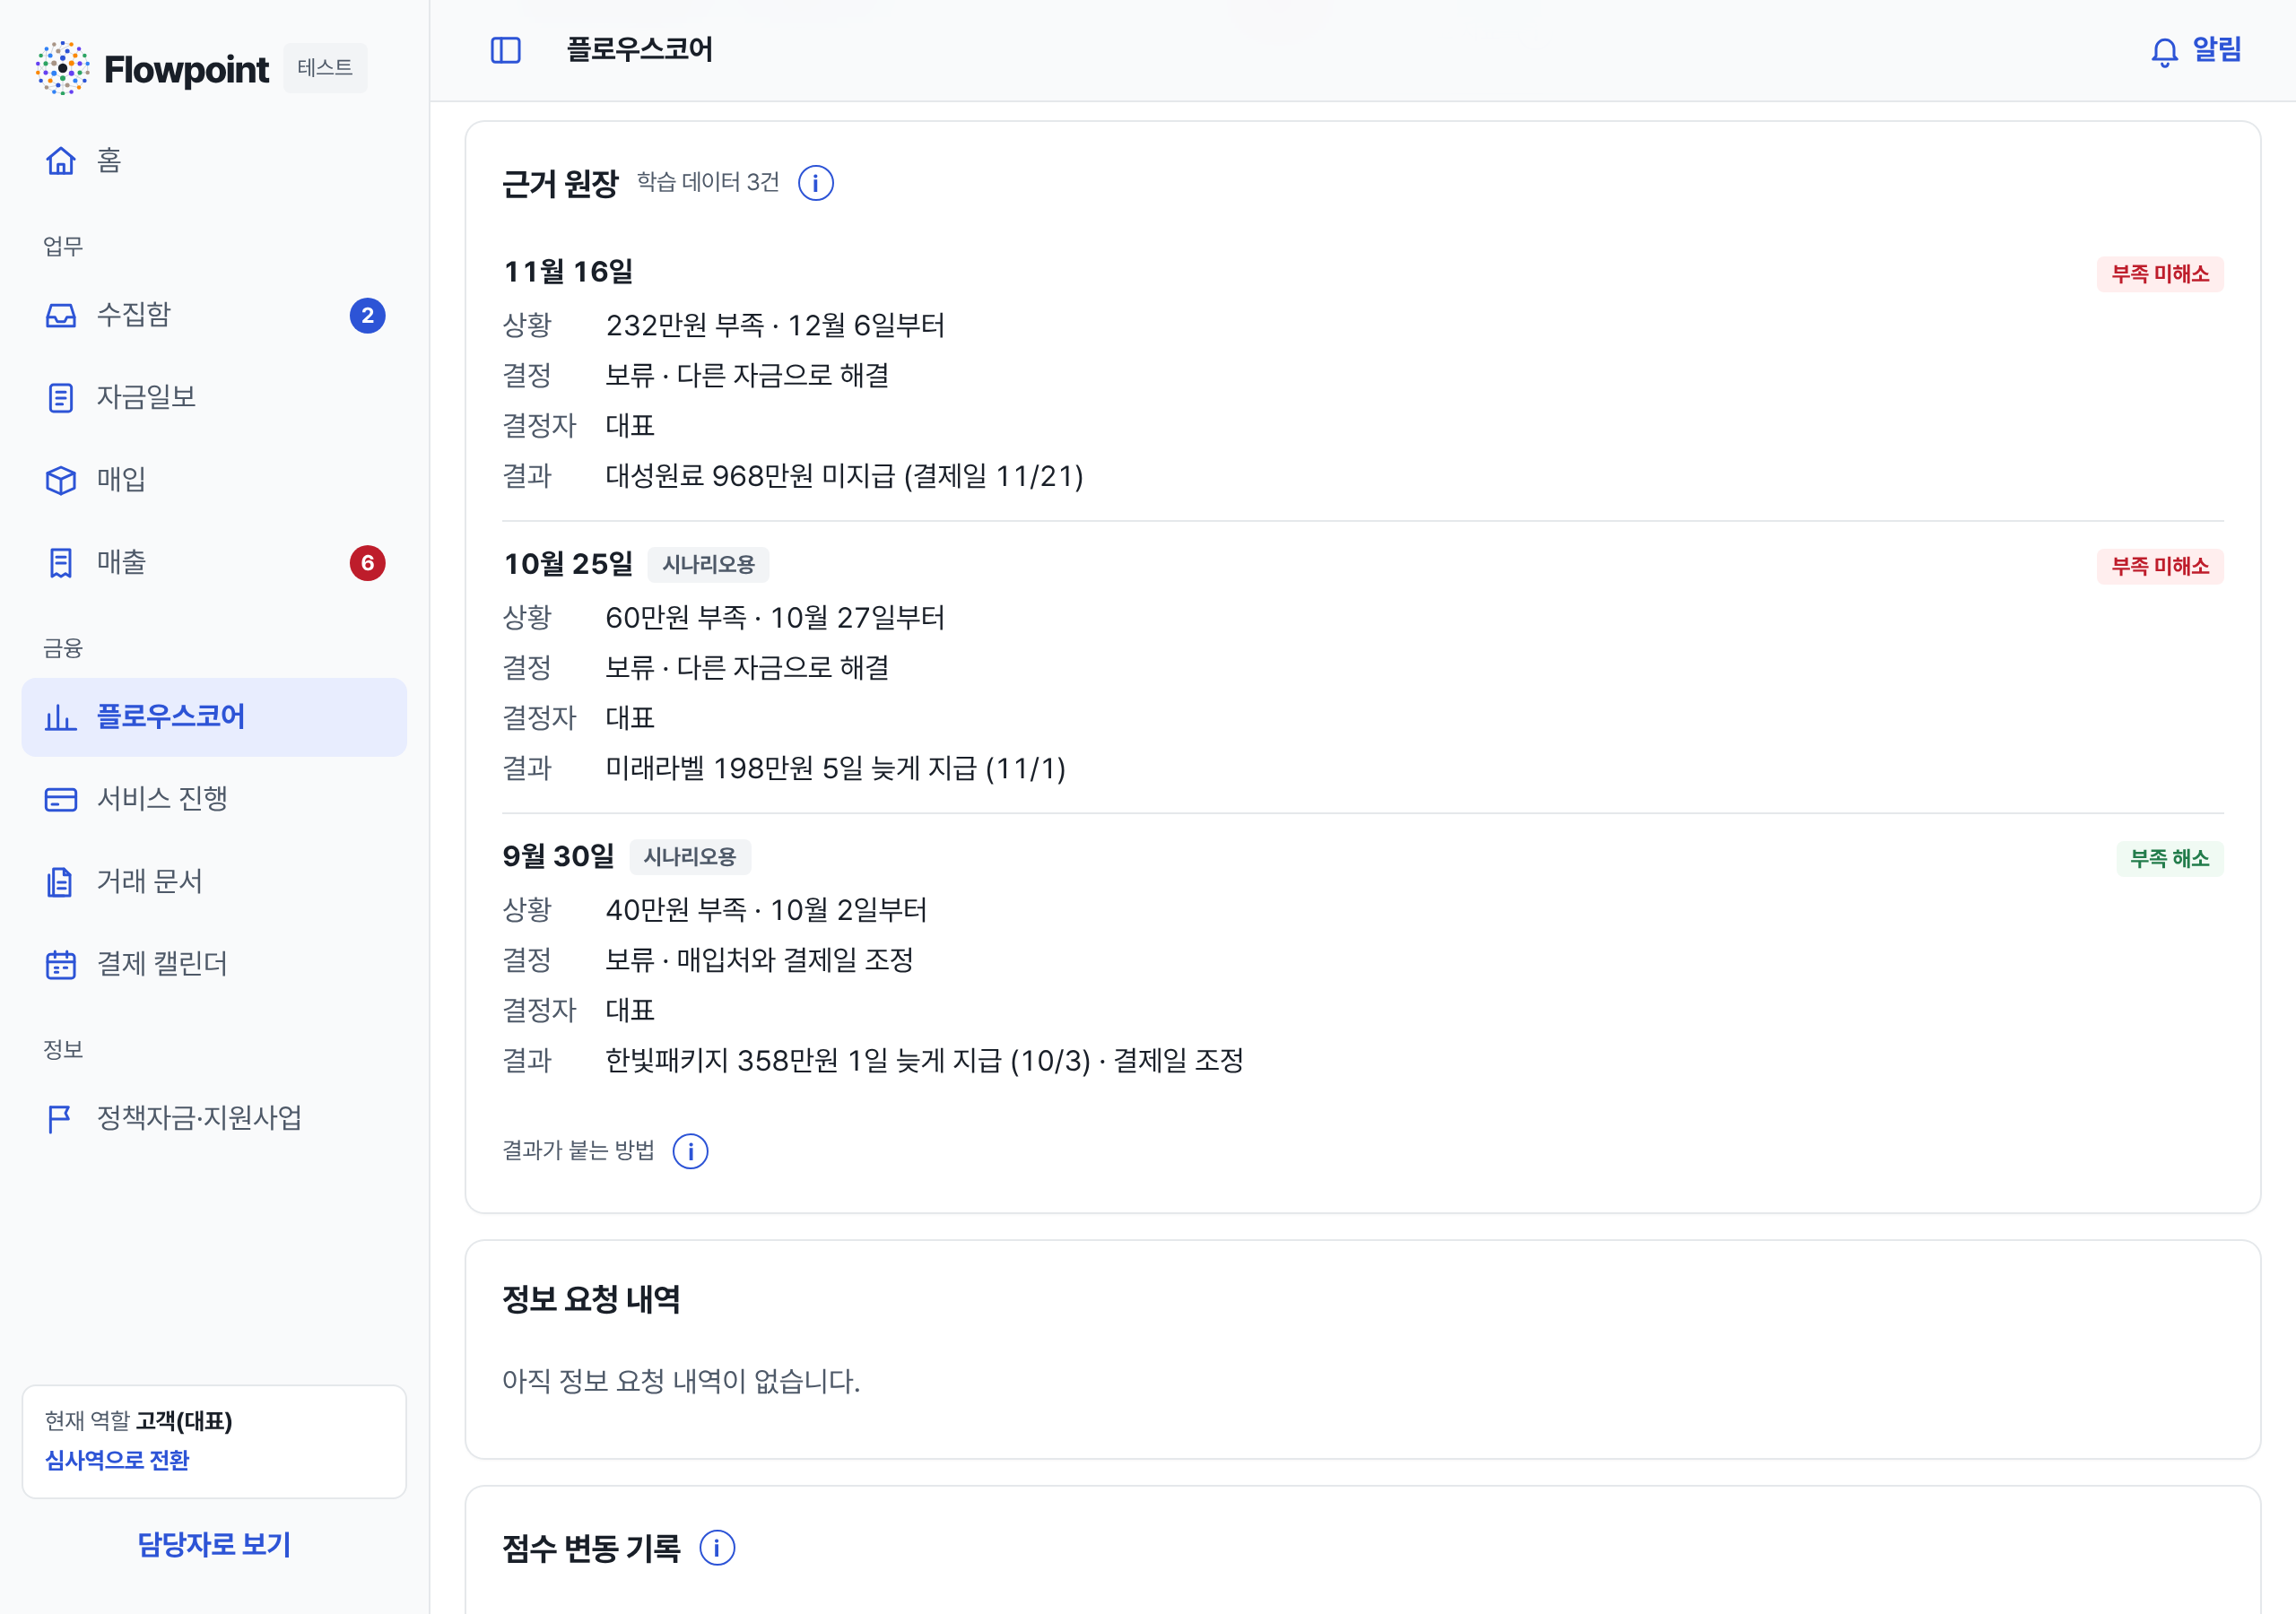 Flowpoint 테스트
홈
업무
수집함 2
자금일보
매입
매출 6
금융
플로우스코어
서비스 진행
거래 문서
결제 캘린더
정보
정책자금·지원사업
현재 역할 고객(대표)
심사역으로 전환
담당자로 보기
플로우스코어
알림
근거 원장 학습 데이터 3건
11월 16일 부족 미해소
상황 232만원 부족 · 12월 6일부터
결정 보류 · 다른 자금으로 해결
결정자 대표
결과 대성원료 968만원 미지급 (결제일 11/21)
10월 25일 시나리오용 부족 미해소
상황 60만원 부족 · 10월 27일부터
결정 보류 · 다른 자금으로 해결
결정자 대표
결과 미래라벨 198만원 5일 늦게 지급 (11/1)
9월 30일 시나리오용 부족 해소
상황 40만원 부족 · 10월 2일부터
결정 보류 · 매입처와 결제일 조정
결정자 대표
결과 한빛패키지 358만원 1일 늦게 지급 (10/3) · 결제일 조정
결과가 붙는 방법
정보 요청 내역
아직 정보 요청 내역이 없습니다.
점수 변동 기록